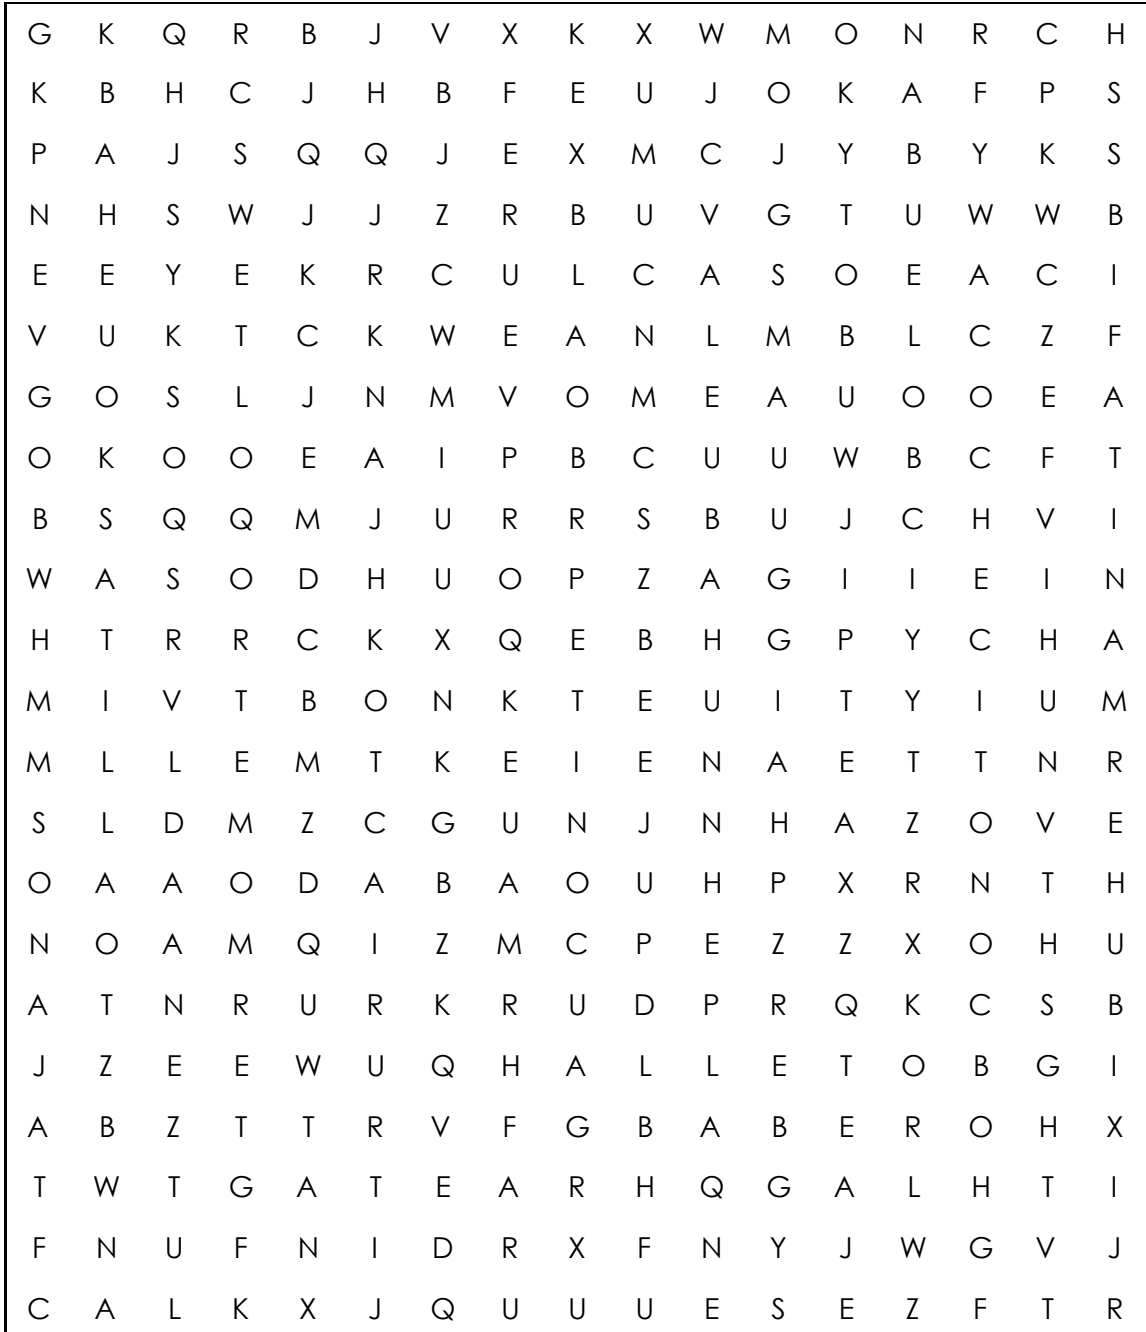 G K Q R B J V X K X W M O N R C H
K B H C J H B F E U J O K A F P S
P A J S Q Q J E X M C J Y B Y K S
N H S W J J Z R B U V G T U W W B
E E Y E K R C U L C A S O E A C I
V U K T C K W E A N L M B L C Z F
G O S L J N M V O M E A U O O E A
O K O O E A I P B C U U W B C F T
B S Q Q M J U R R S B U J C H V I
W A S O D H U O P Z A G I I E I N
H T R R C K X Q E B H G P Y C H A
M I V T B O N K T E U I T Y I U M
M L L E M T K E I E N A E T T N R
S L D M Z C G U N J N H A Z O V E
O A A O D A B A O U H P X R N T H
N O A M Q I Z M C P E Z Z X O H U
A T N R U R K R U D P R Q K C S B
J Z E E W U Q H A L L E T O B G I
A B Z T T R V F G B A B E R O H X
T W T G A T E A R H Q G A L H T I
F N U F N I D R X F N Y J W G V J
C A L K X J Q U U U E S E Z F T R